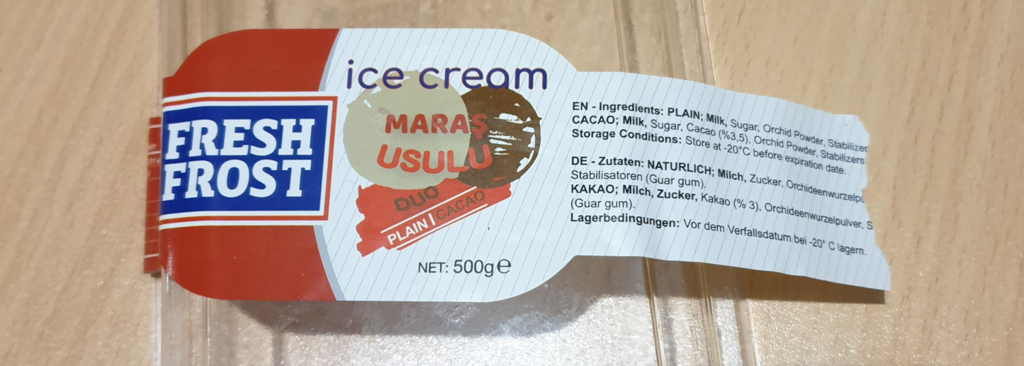 FRESH
FROST
ice cream
MARAŞ
USULU
DUO
PLAIN | CACAO
NET: 500g ℮
EN - Ingredients: PLAIN; Milk, Sugar, Orchid Powder, Stabilizer
CACAO; Milk, Sugar, Cacao (%3,5), Orchid Powder, Stabilizers
Storage Conditions: Store at -20°C before expiration date.
DE - Zutaten: NATURLICH; Milch, Zucker, Orchideenwurzelpu
Stabilisatoren (Guar gum).
KAKAO; Milch, Zucker, Kakao (% 3), Orchideenwurzelpulver, S
(Guar gum).
Lagerbedingungen: Vor dem Verfallsdatum bei -20° C lagern.